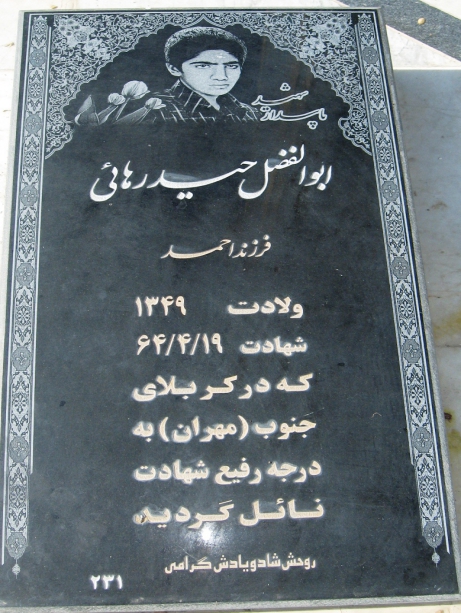 شهید
پاسدار
ابوالفضل حیدرهائی
فرزند احمد
ولادت ۱۳۴۹
شهادت ۶۴/۴/۱۹
که در کربلای
جنوب (مهران) به
درجه رفیع شهادت
نائل گردید
روحش شاد و یادش گرامی
۲۳۱